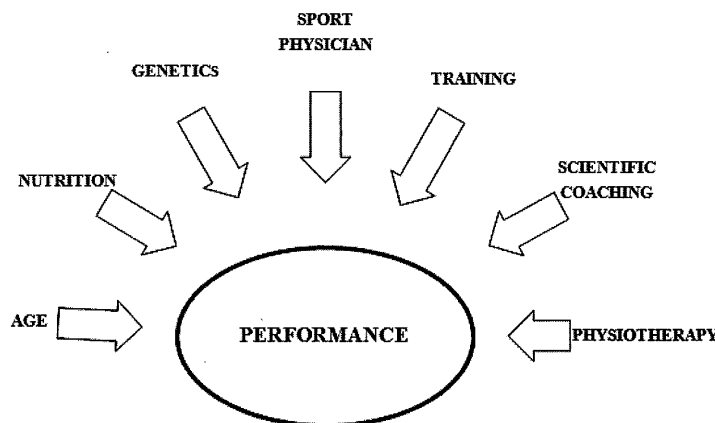 SPORT
PHYSICIAN
GENETICS
TRAINING
SCIENTIFIC
COACHING
NUTRITION
AGE
PERFORMANCE
PHYSIOTHERAPY